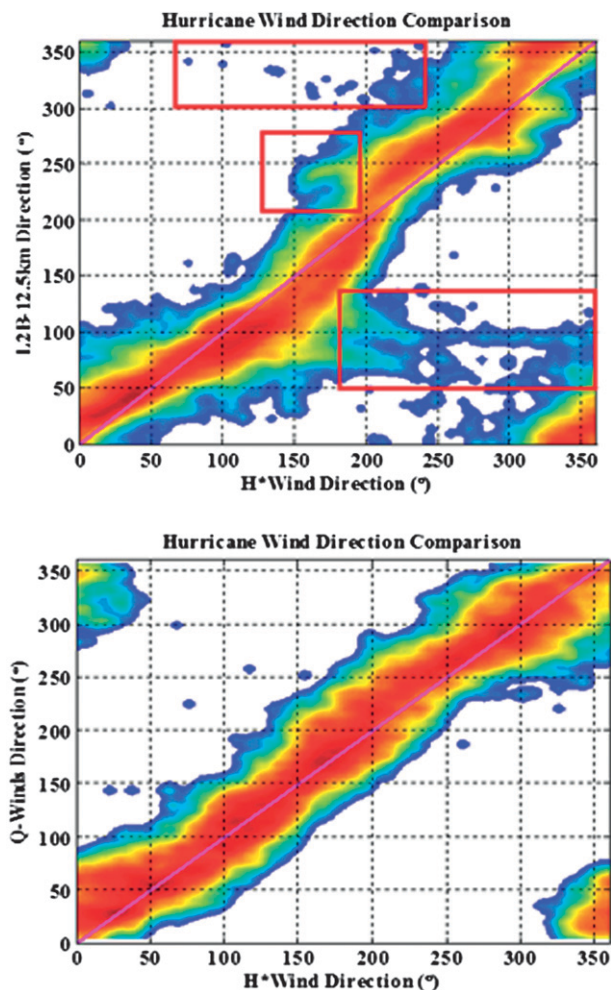 Hurricane Wind Direction Comparison
L2B-12.5km Direction (°)
350
300
250
200
150
100
50
0
0 50 100 150 200 250 300 350
H*Wind Direction (°)
Hurricane Wind Direction Comparison
Q-Winds Direction (°)
350
300
250
200
150
100
50
0
0 50 100 150 200 250 300 350
H*Wind Direction (°)